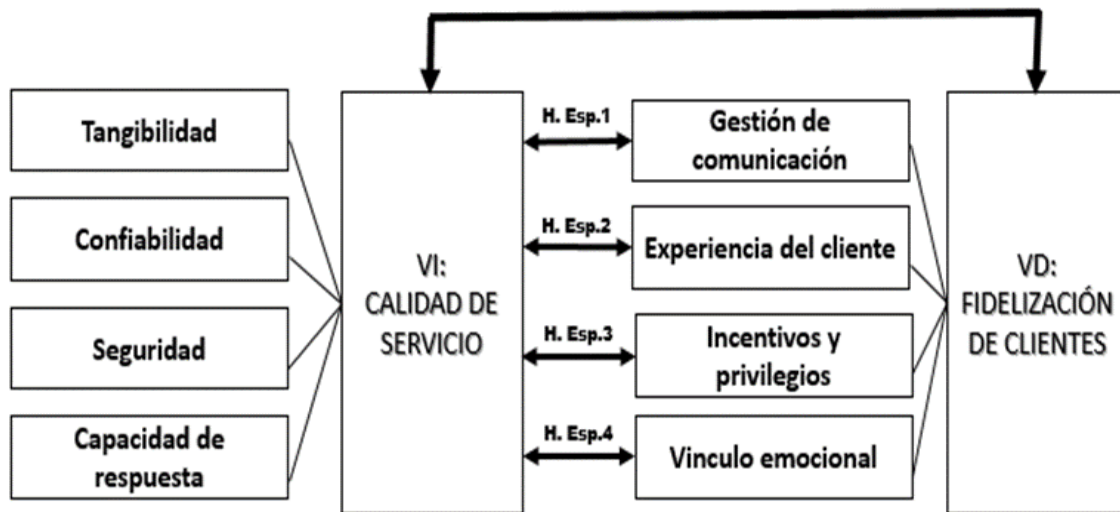 Tangibilidad
Confiabilidad
Seguridad
Capacidad de
respuesta
VI:
CALIDAD DE
SERVICIO
H. Esp.1
H. Esp.2
H. Esp.3
H. Esp.4
Gestión de
comunicación
Experiencia del cliente
Incentivos y
privilegios
Vinculo emocional
VD:
FIDELIZACIÓN
DE CLIENTES